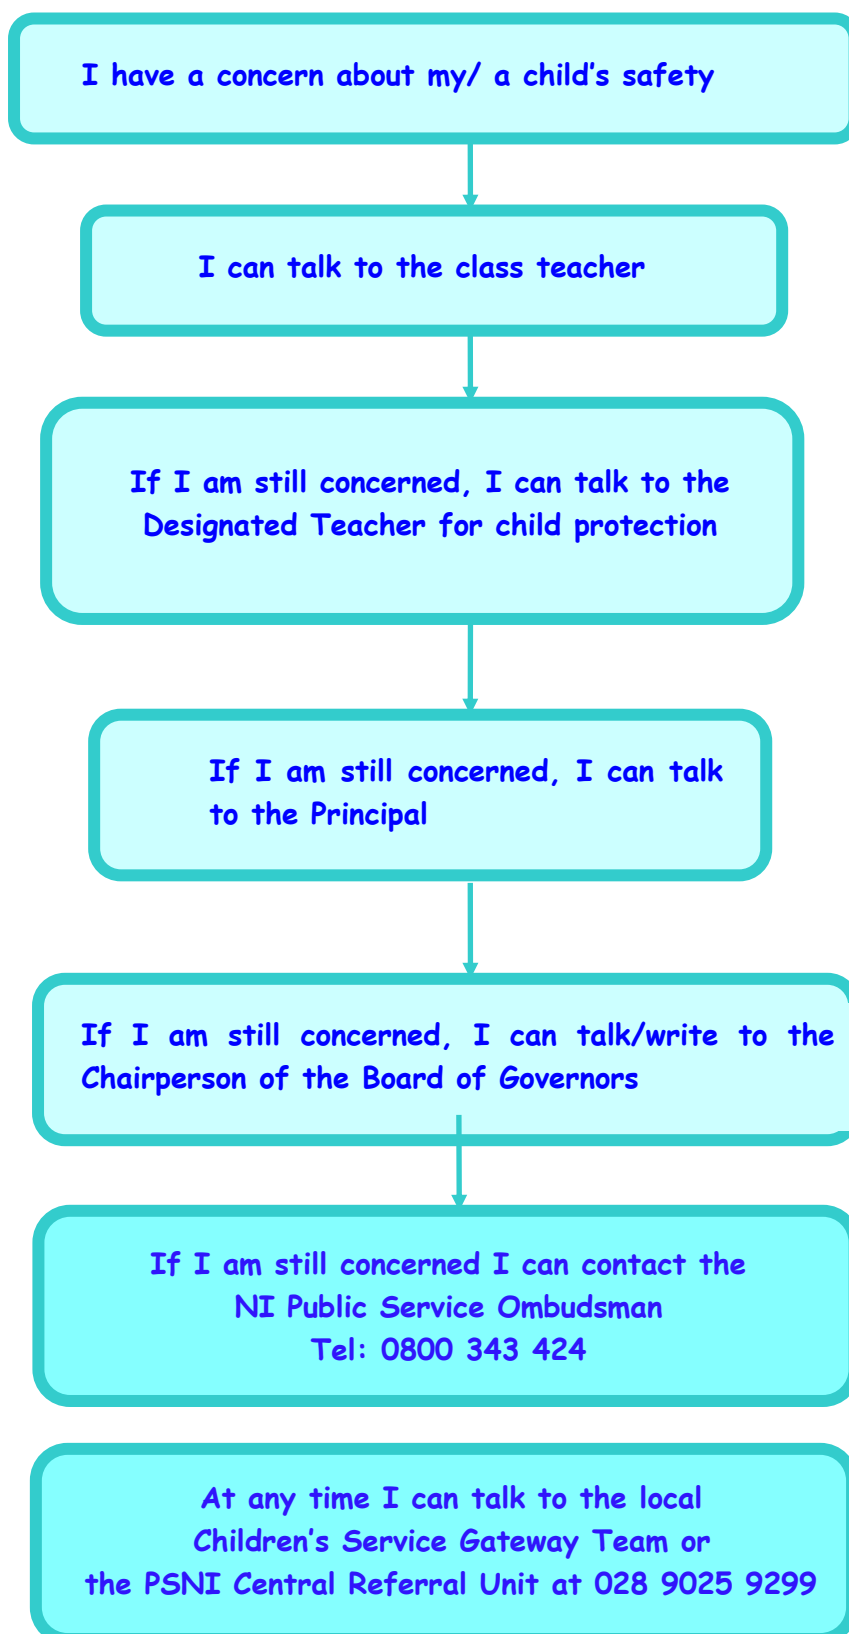 I have a concern about my/ a child's safety
I can talk to the class teacher
If I am still concerned, I can talk to the
Designated Teacher for child protection
If I am still concerned, I can talk
to the Principal
If I am still concerned, I can talk/write to the
Chairperson of the Board of Governors
If I am still concerned I can contact the
NI Public Service Ombudsman
Tel: 0800 343 424
At any time I can talk to the local
Children's Service Gateway Team or
the PSNI Central Referral Unit at 028 9025 9299